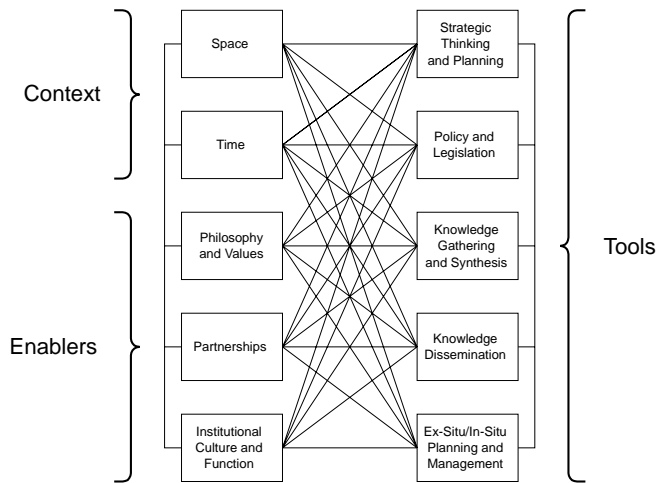 Context
Enablers
Space
Time
Philosophy
and Values
Partnerships
Institutional
Culture and
Function
Strategic
Thinking
and Planning
Policy and
Legislation
Knowledge
Gathering
and Synthesis
Knowledge
Dissemination
Ex-Situ/In-Situ
Planning and
Management
Tools